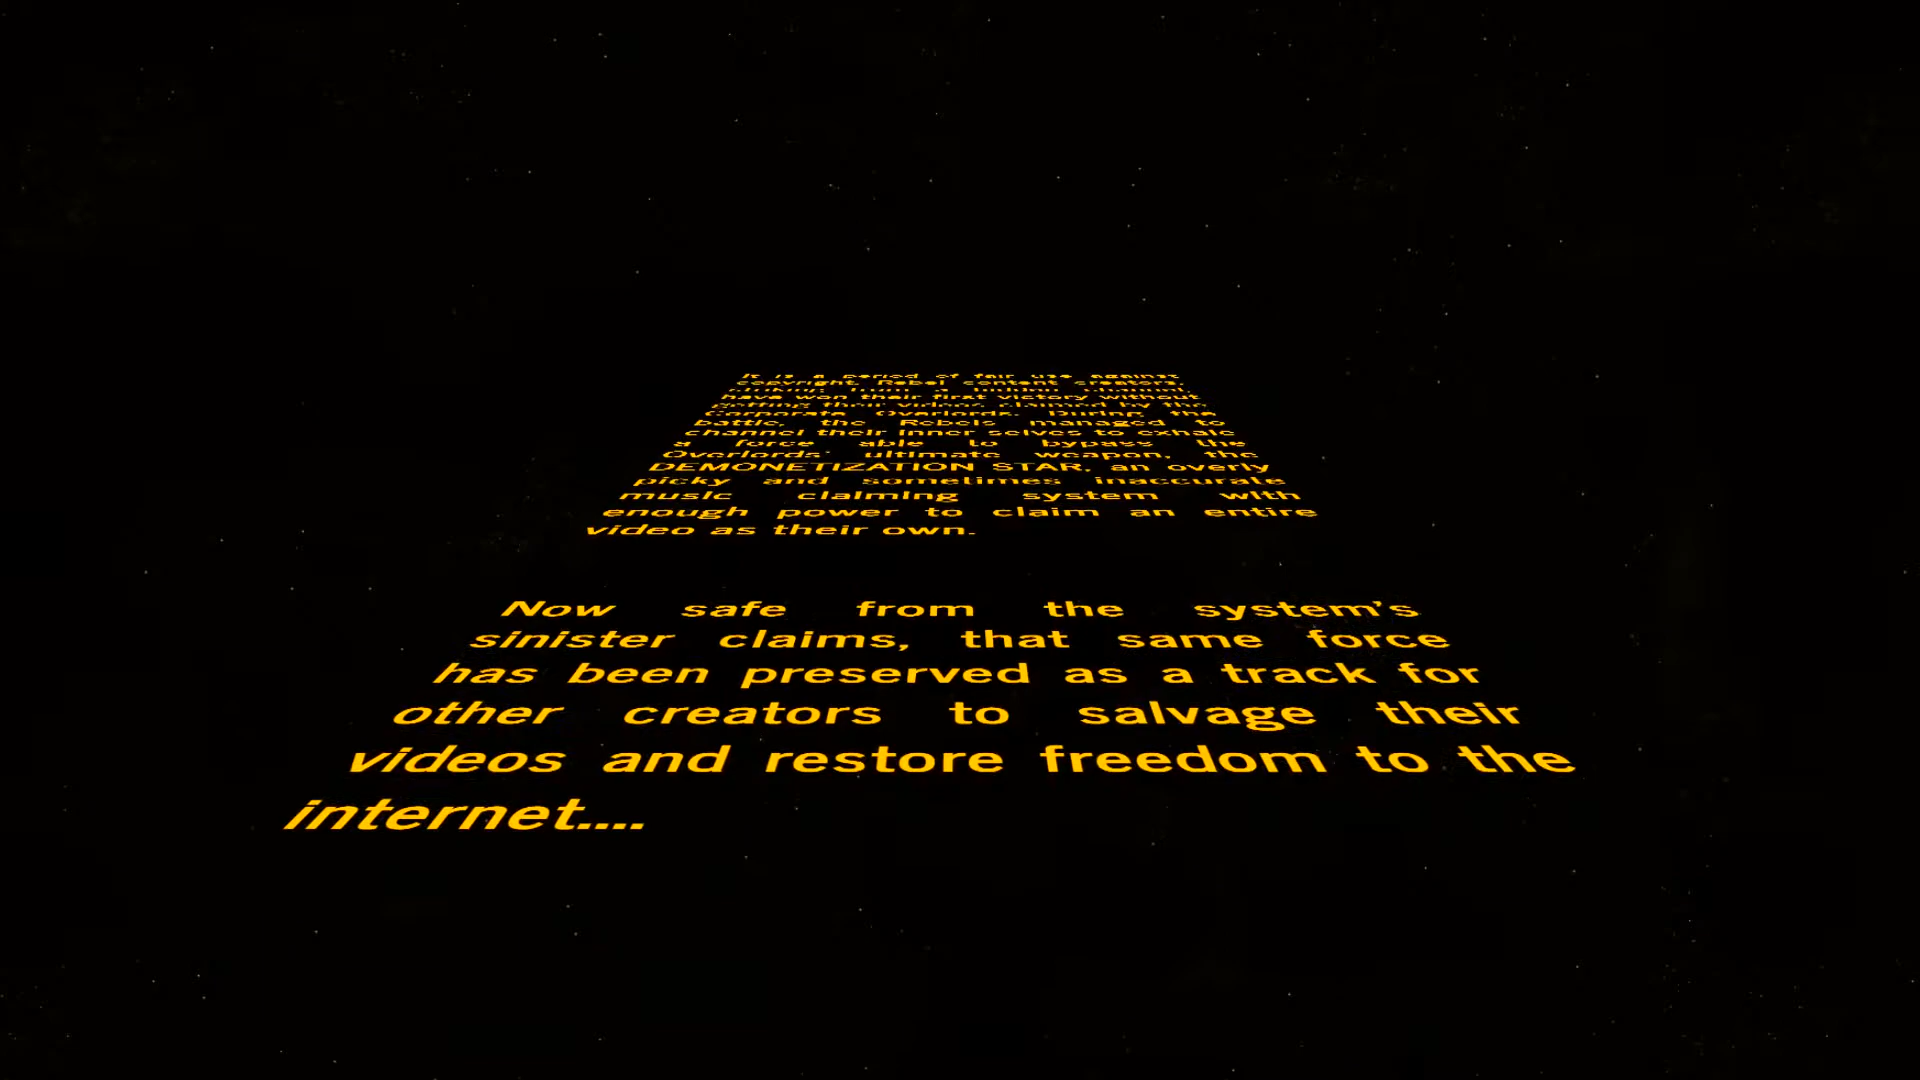 It is a period of fair use against
copyright. Rebel content creators,
striking from a hidden channel,
have won their first victory without
getting their videos claimed by the
Corporate Overlords. During the
battle, the Rebels managed to
channel their inner selves to exhale
a force able to bypass the
Overlords' ultimate weapon, the
DEMONETIZATION STAR, an overly
picky and sometimes inaccurate
music claiming system with
enough power to claim an entire
video as their own.
Now safe from the system's
sinister claims, that same force
has been preserved as a track for
other creators to salvage their
videos and restore freedom to the
internet....